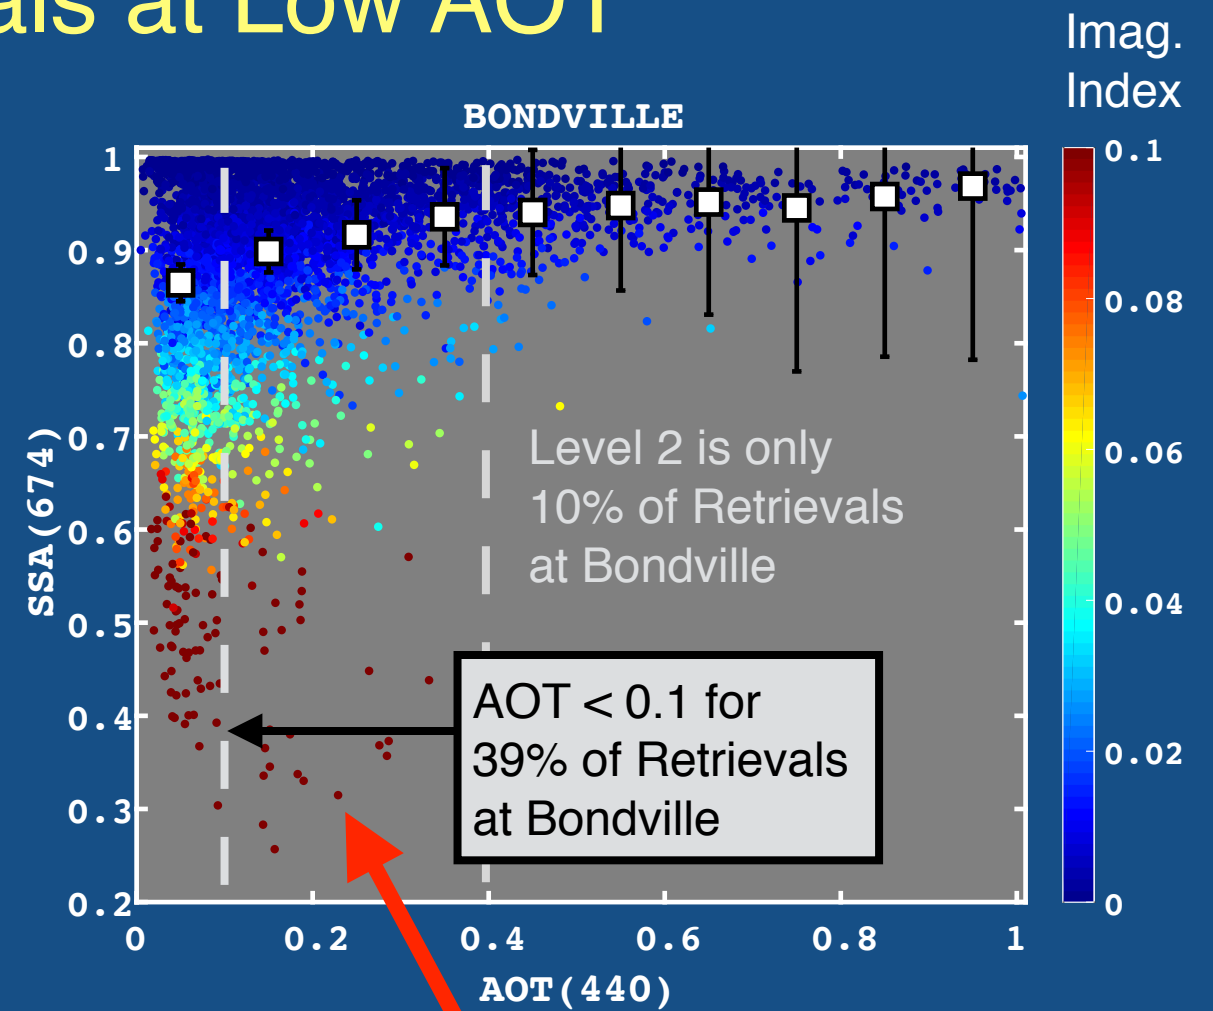 als at Low AOT
Imag.
Index
BONDVILLE
1
0.9
0.8
0.7
0.6
0.5
0.4
0.3
0.2
SSA(674)
0
0.2
0.4
0.6
0.8
1
AOT(440)
Level 2 is only
10% of Retrievals
at Bondville
AOT < 0.1 for
39% of Retrievals
at Bondville
0.1
0.08
0.06
0.04
0.02
0